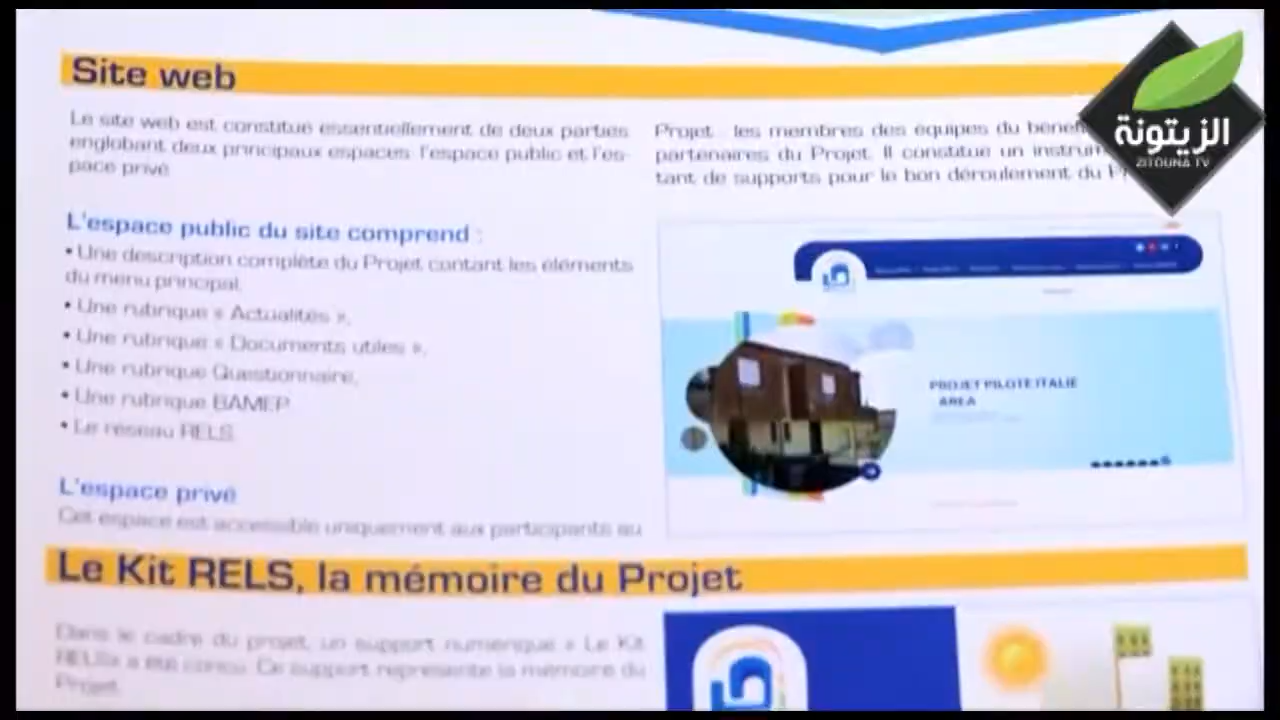 Site web
Le site web est constitué essentiellement de deux parties
englobant deux principaux espaces: l'espace public et l'es-
pace privé.
L'espace public du site comprend :
• Une description complète du Projet contant les éléments
du menu principal,
• Une rubrique « Actualités »,
• Une rubrique « Documents utiles »,
• Une rubrique Questionnaire,
• Une rubrique BAMEP
• Le réseau RELS.
L'espace privé
Cet espace est accessible uniquement aux participants au
Projet : les membres des équipes du bénéfi
partenaires du Projet. Il constitue un instrum
tant de supports pour le bon déroulement du Pr
PROJET PILOTE ITALIE
AREA
Le Kit RELS, la mémoire du Projet
Dans le cadre du projet, un support numérique « Le Kit
RELS» a été conçu. Ce support représente la mémoire du
Projet.
الزيتونة
ZITOUNA TV